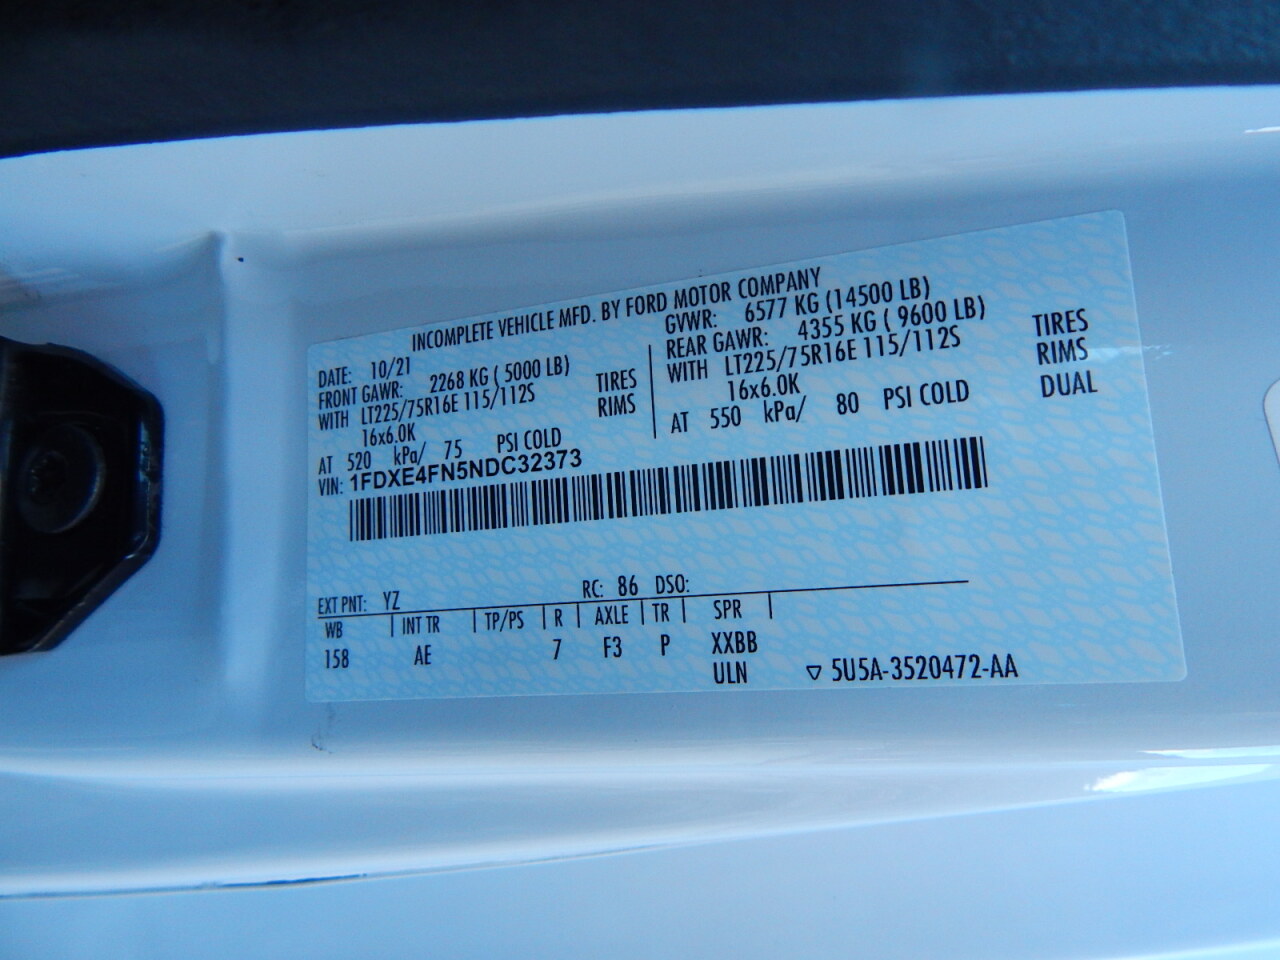 INCOMPLETE VEHICLE MFD. BY FORD MOTOR COMPANY
DATE: 10/21
GVWR: 6577 KG (14500 LB)
FRONT GAWR: 2268 KG ( 5000 LB)
WITH LT225/75R16E 115/112S TIRES
16x6.0K RIMS
AT 520 kPa/ 75 PSI COLD
REAR GAWR: 4355 KG ( 9600 LB)
WITH LT225/75R16E 115/112S TIRES
16x6.0K RIMS
AT 550 kPa/ 80 PSI COLD DUAL
VIN: 1FDXE4FN5NDC32373
EXT PNT: YZ RC: 86 DSO:
WB INT TR TP/PS R AXLE TR SPR
158 AE 7 F3 P XXBB
ULN ▽ 5U5A-3520472-AA